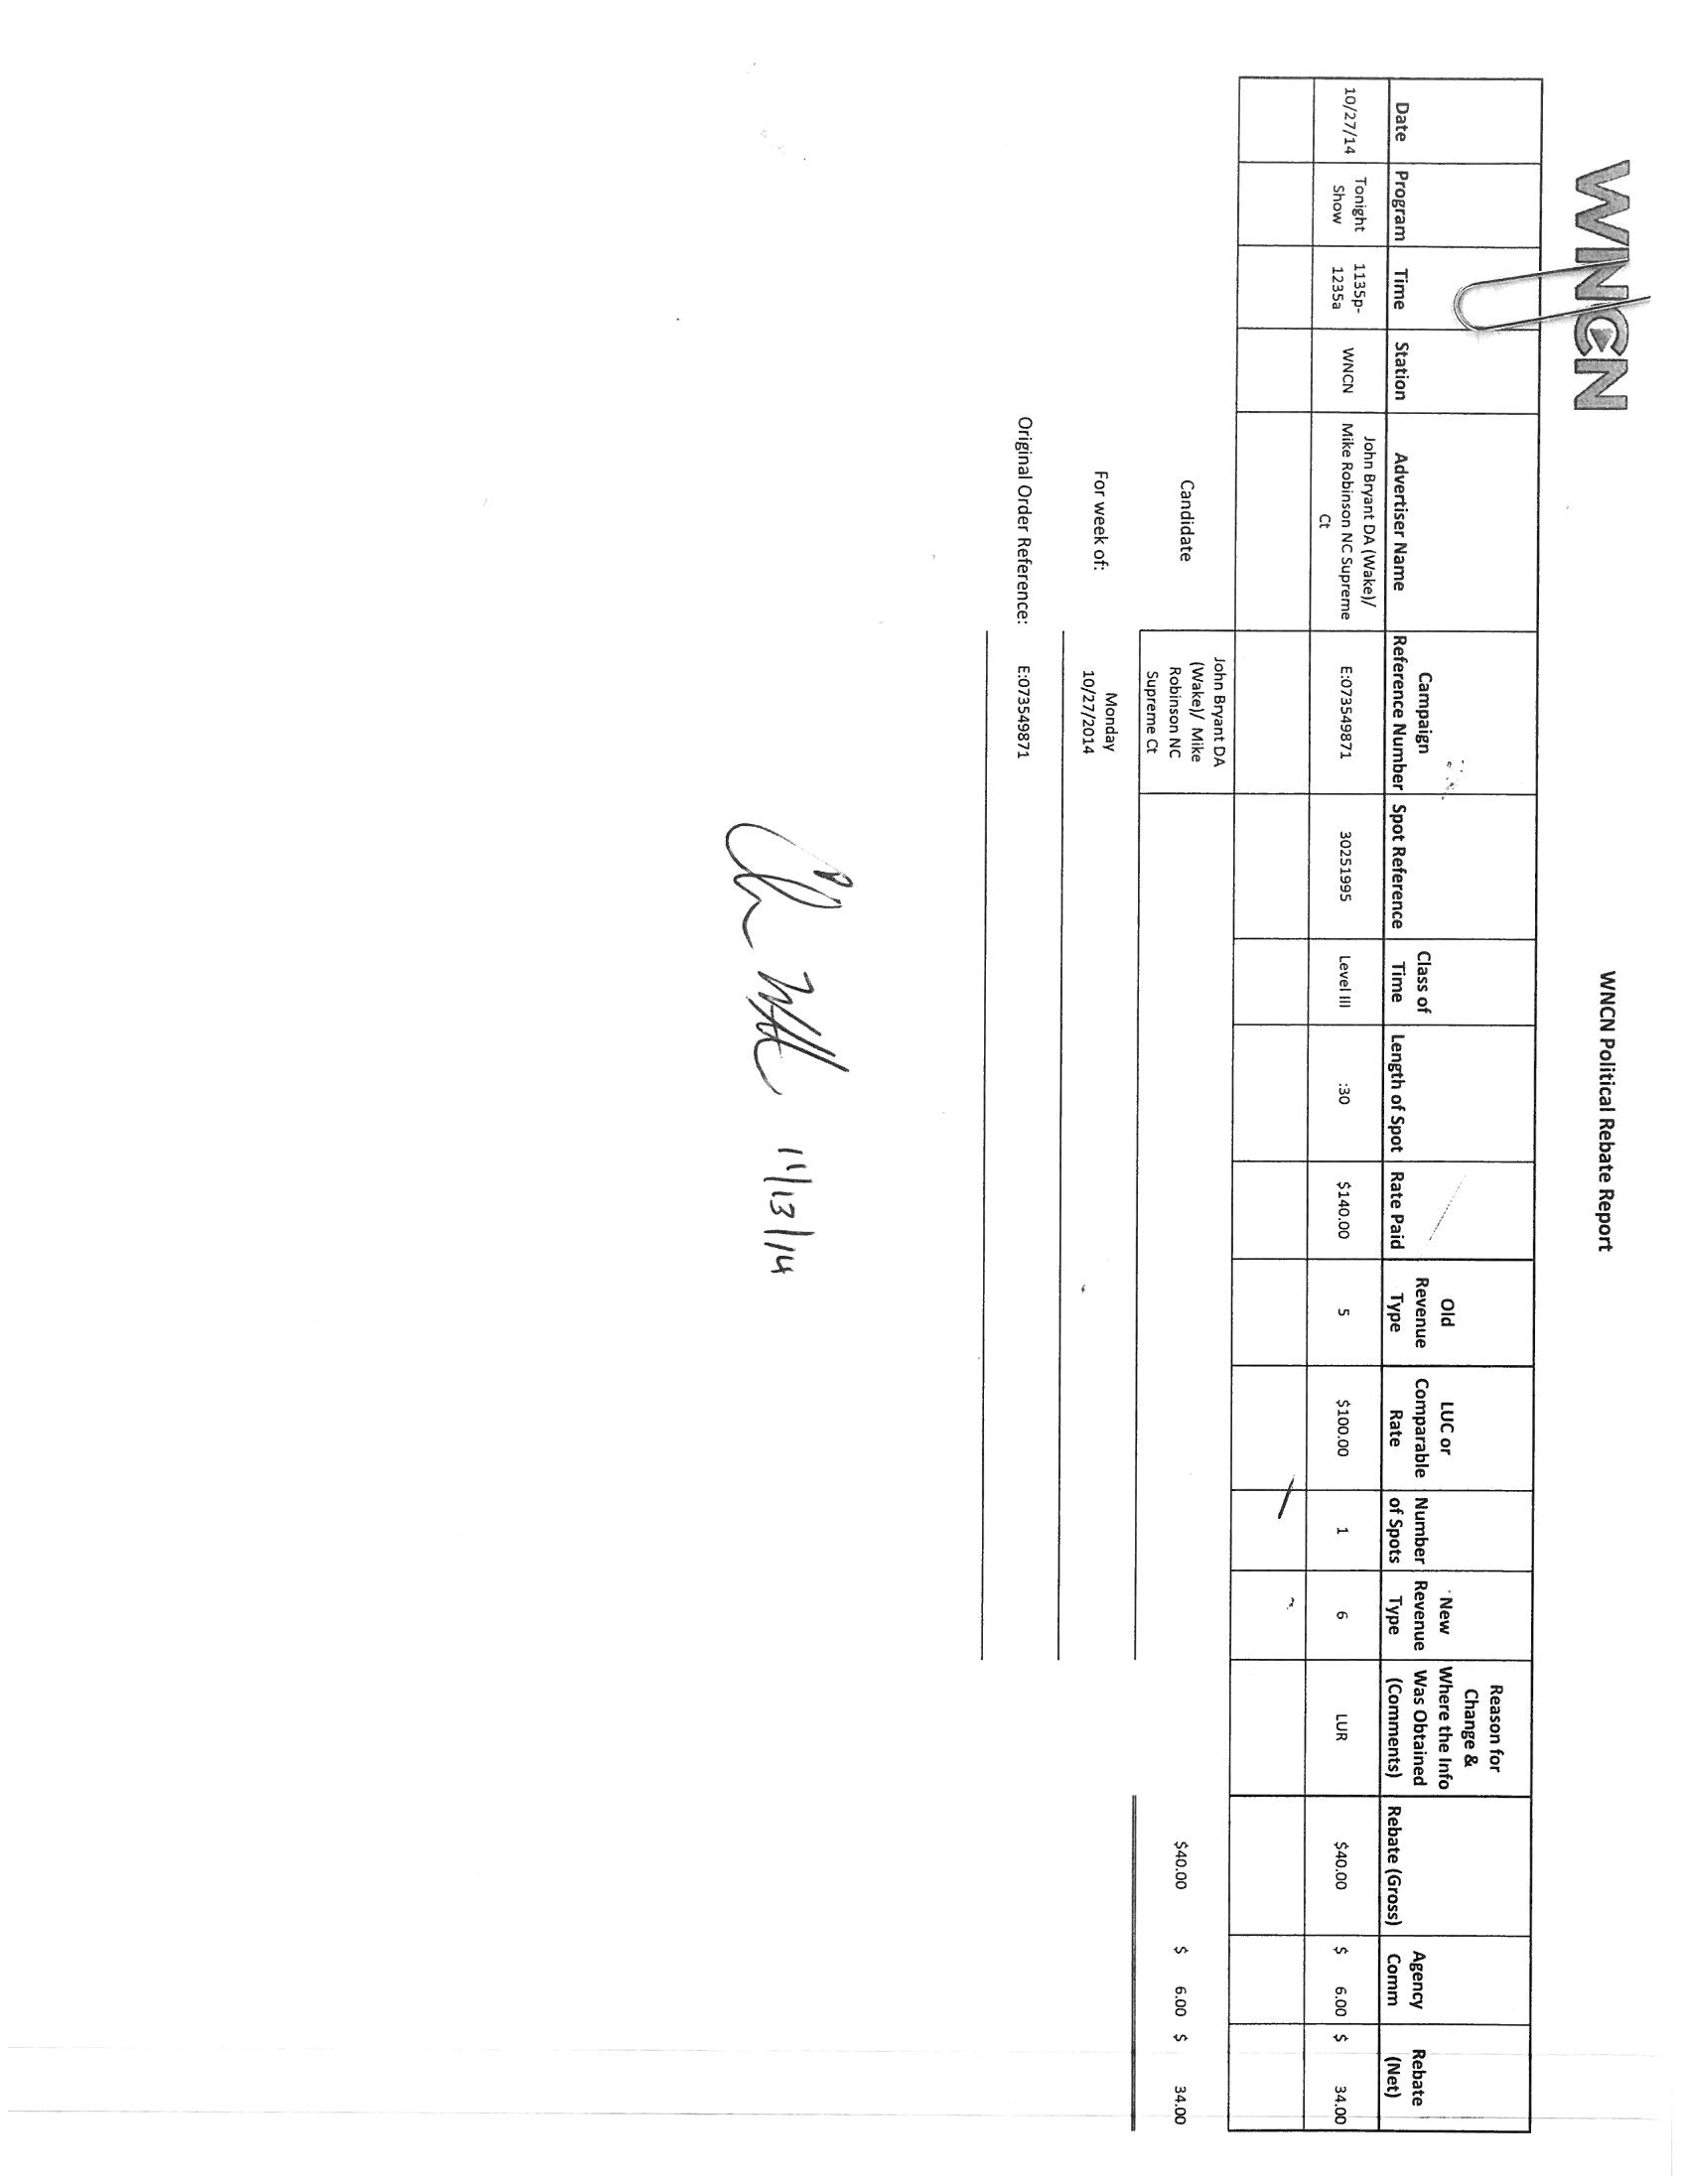 WNCN
WNCN Political Rebate Report
Date
Program
Time
Station
Advertiser Name
Campaign
Reference Number
Spot Reference
Class of
Time
Length of Spot
Rate Paid
Old
Revenue
Type
LUC or
Comparable
Rate
Number
of Spots
New
Revenue
Type
Reason for
Change &
Where the Info
Was Obtained
(Comments)
Rebate (Gross)
Agency
Comm
Rebate
(Net)
10/27/14
Tonight
Show
1135p-
1235a
WNCN
John Bryant DA (Wake)/
Mike Robinson NC Supreme
Ct
E:073549871
30251995
Level III
:30
$140.00
5
$100.00
1
6
LUR
$40.00
$ 6.00
$ 34.00
Candidate
John Bryant DA
(Wake)/ Mike
Robinson NC
Supreme Ct
$40.00 $ 6.00 $ 34.00
For week of:
Monday
10/27/2014
Original Order Reference: E:073549871
11/13/14